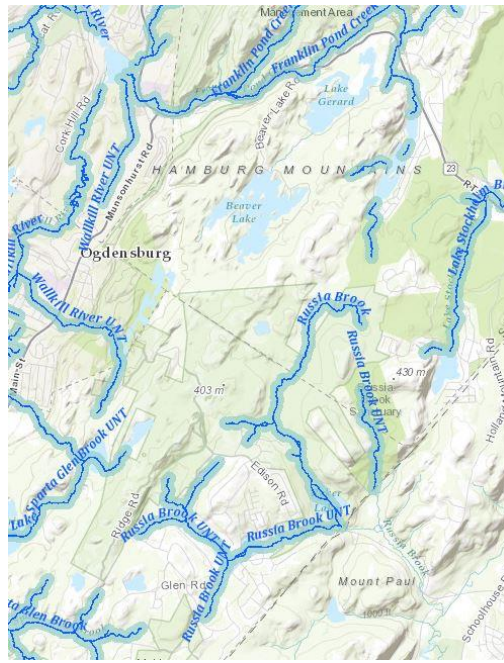 Management Area
River
Franklin Pond Creek
Franklin Pond Creek
Lake
Gerard
Beaver Lake Rd
Cork Hill Rd
Munsonhurst Rd
Wallkill River UNT
HAMBURG MOUNTAINS
23
Beaver
Lake
River
Ogdensburg
Lake Stockholm B
Wallkill River UNT
Russia Brook
Main-St
403 m
430 m
Russia Brook UNT
Lake Sparta Glen Brook UNT
Edison Rd
Ridge Rd
Russia Brook UNT
Russia Brook UNT
Russia Brook
Glen Rd
Russia Brook UNT
Mount Paul
Glen Brook
Schoolhouse